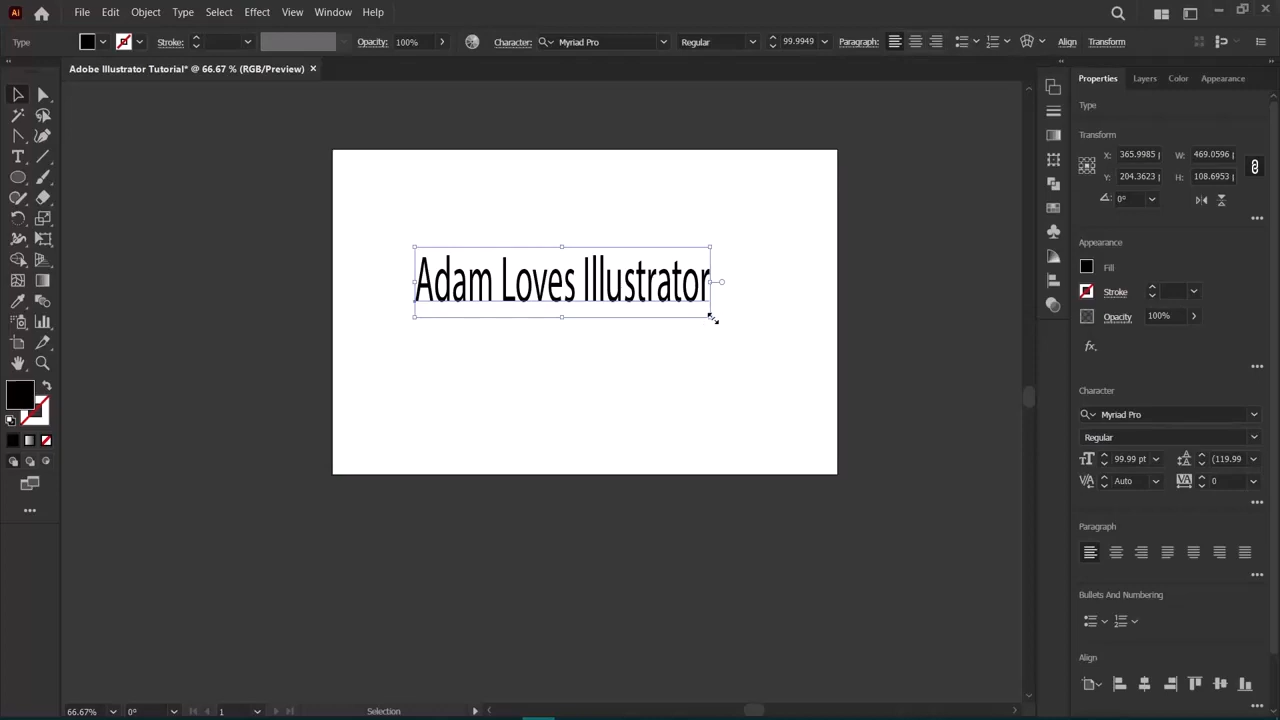 Ai File Edit Object Type Select Effect View Window Help
Type Stroke: Opacity: 100% Character: Myriad Pro Regular 99.9949 Paragraph: Align Transform
Adobe Illustrator Tutorial* @ 66.67 % (RGB/Preview) ×
Properties Layers Color Appearance
Type
Transform
X: 365.9985 W: 469.0596
Y: 204.3623 H: 108.6953
0°
Appearance
Fill
Stroke
Opacity 100%
fx.
Character
Myriad Pro
Regular
99.99 pt (119.99
Auto 0
Paragraph
Bullets And Numbering
Align
Adam Loves Illustrator
66.67% 0° 1 Selection